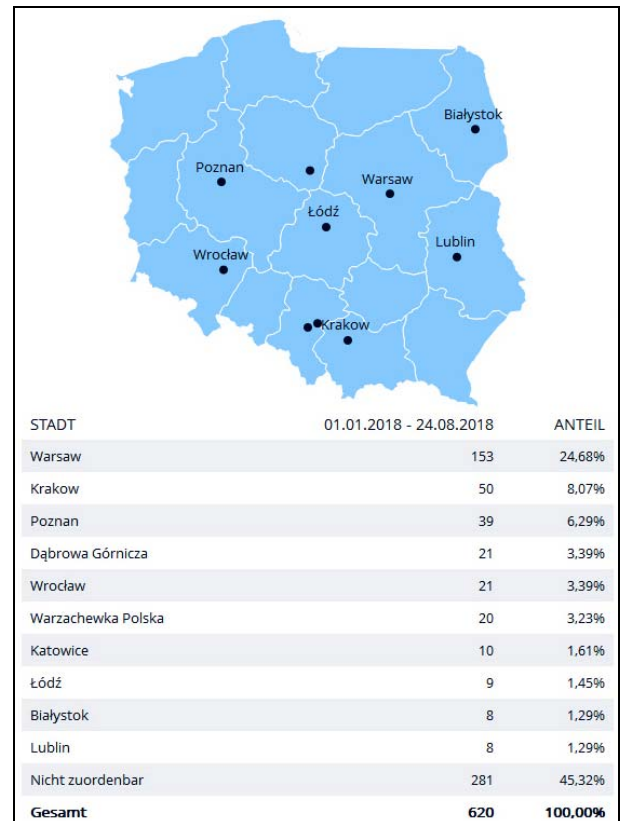 Białystok
Poznan
Warsaw
Łódź
Lublin
Wrocław
Krakow
STADT 01.01.2018 - 24.08.2018 ANTEIL
Warsaw 153 24,68%
Krakow 50 8,07%
Poznan 39 6,29%
Dąbrowa Górnicza 21 3,39%
Wrocław 21 3,39%
Warzachewka Polska 20 3,23%
Katowice 10 1,61%
Łódź 9 1,45%
Białystok 8 1,29%
Lublin 8 1,29%
Nicht zuordenbar 281 45,32%
Gesamt 620 100,00%